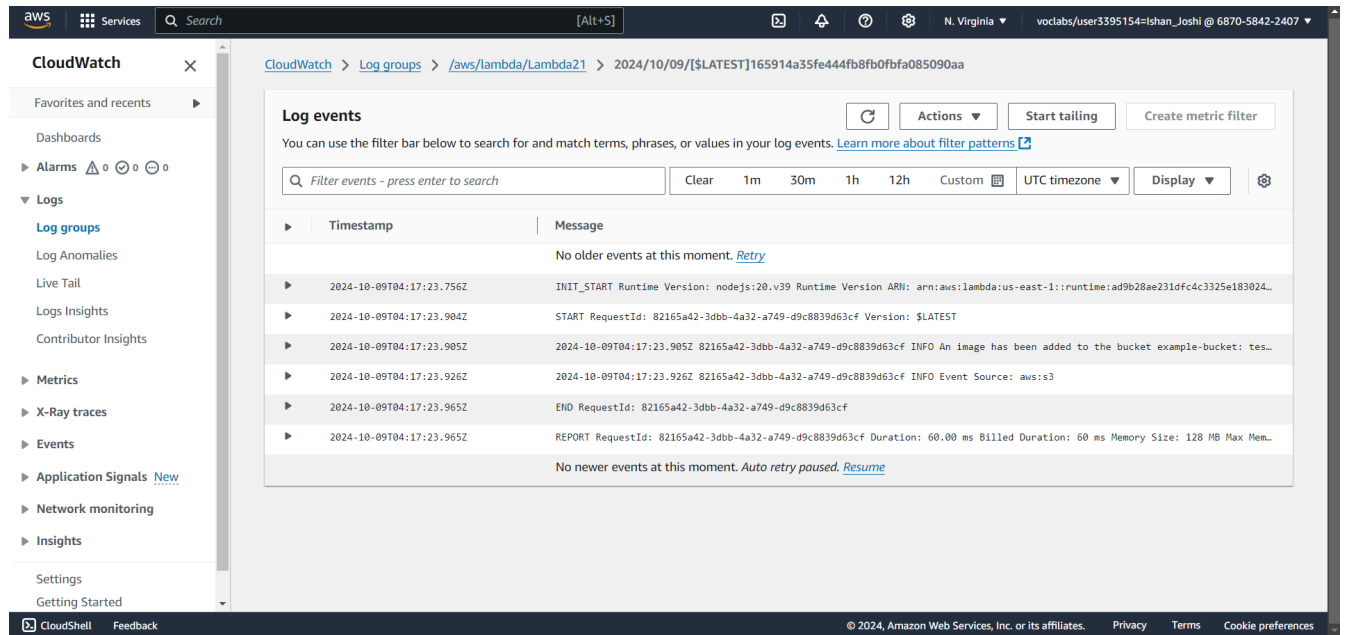 aws Services Search [Alt+S] N. Virginia voclabs/user3395154=Ishan_Joshi @ 6870-5842-2407
CloudWatch
Favorites and recents
Dashboards
Alarms 0 0 0
Logs
Log groups
Log Anomalies
Live Tail
Logs Insights
Contributor Insights
Metrics
X-Ray traces
Events
Application Signals New
Network monitoring
Insights
Settings
Getting Started
CloudWatch > Log groups > /aws/lambda/Lambda21 > 2024/10/09/[$LATEST]165914a35fe444fb8fb0fbfa085090aa
Log events
Actions Start tailing Create metric filter
You can use the filter bar below to search for and match terms, phrases, or values in your log events. Learn more about filter patterns
Filter events - press enter to search Clear 1m 30m 1h 12h Custom UTC timezone Display
Timestamp Message
No older events at this moment. Retry
2024-10-09T04:17:23.756Z INIT_START Runtime Version: nodejs:20.v39 Runtime Version ARN: arn:aws:lambda:us-east-1::runtime:ad9b28ae231dfc4c3325e183024…
2024-10-09T04:17:23.904Z START RequestId: 82165a42-3dbb-4a32-a749-d9c8839d63cf Version: $LATEST
2024-10-09T04:17:23.905Z 2024-10-09T04:17:23.905Z 82165a42-3dbb-4a32-a749-d9c8839d63cf INFO An image has been added to the bucket example-bucket: tes…
2024-10-09T04:17:23.926Z 2024-10-09T04:17:23.926Z 82165a42-3dbb-4a32-a749-d9c8839d63cf INFO Event Source: aws:s3
2024-10-09T04:17:23.965Z END RequestId: 82165a42-3dbb-4a32-a749-d9c8839d63cf
2024-10-09T04:17:23.965Z REPORT RequestId: 82165a42-3dbb-4a32-a749-d9c8839d63cf Duration: 60.00 ms Billed Duration: 60 ms Memory Size: 128 MB Max Mem…
No newer events at this moment. Auto retry paused. Resume
CloudShell Feedback © 2024, Amazon Web Services, Inc. or its affiliates. Privacy Terms Cookie preferences